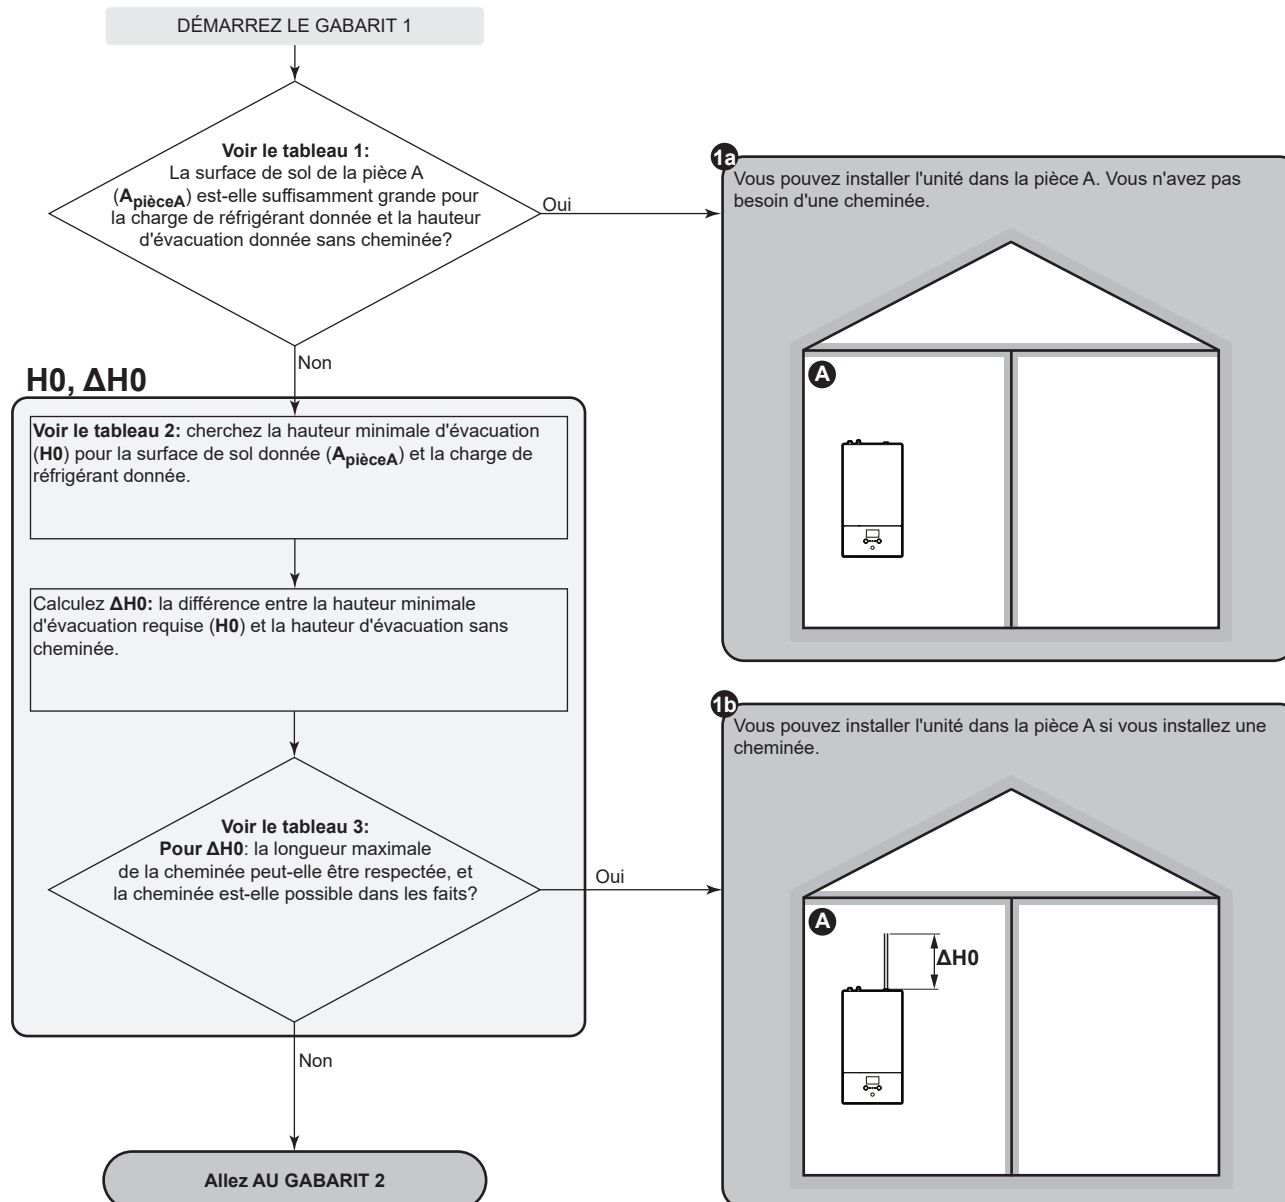 DÉMARREZ LE GABARIT 1
Voir le tableau 1:
La surface de sol de la pièce A
(ApièceA) est-elle suffisamment grande pour
la charge de réfrigérant donnée et la hauteur
d'évacuation donnée sans cheminée?
Oui
1a
Vous pouvez installer l'unité dans la pièce A. Vous n'avez pas
besoin d'une cheminée.
A
Non
H0, ΔH0
Voir le tableau 2: cherchez la hauteur minimale d'évacuation
(H0) pour la surface de sol donnée (ApièceA) et la charge de
réfrigérant donnée.
Calculez ΔH0: la différence entre la hauteur minimale
d'évacuation requise (H0) et la hauteur d'évacuation sans
cheminée.
Voir le tableau 3:
Pour ΔH0: la longueur maximale
de la cheminée peut-elle être respectée, et
la cheminée est-elle possible dans les faits?
Oui
1b
Vous pouvez installer l'unité dans la pièce A si vous installez une
cheminée.
A
ΔH0
Non
Allez AU GABARIT 2